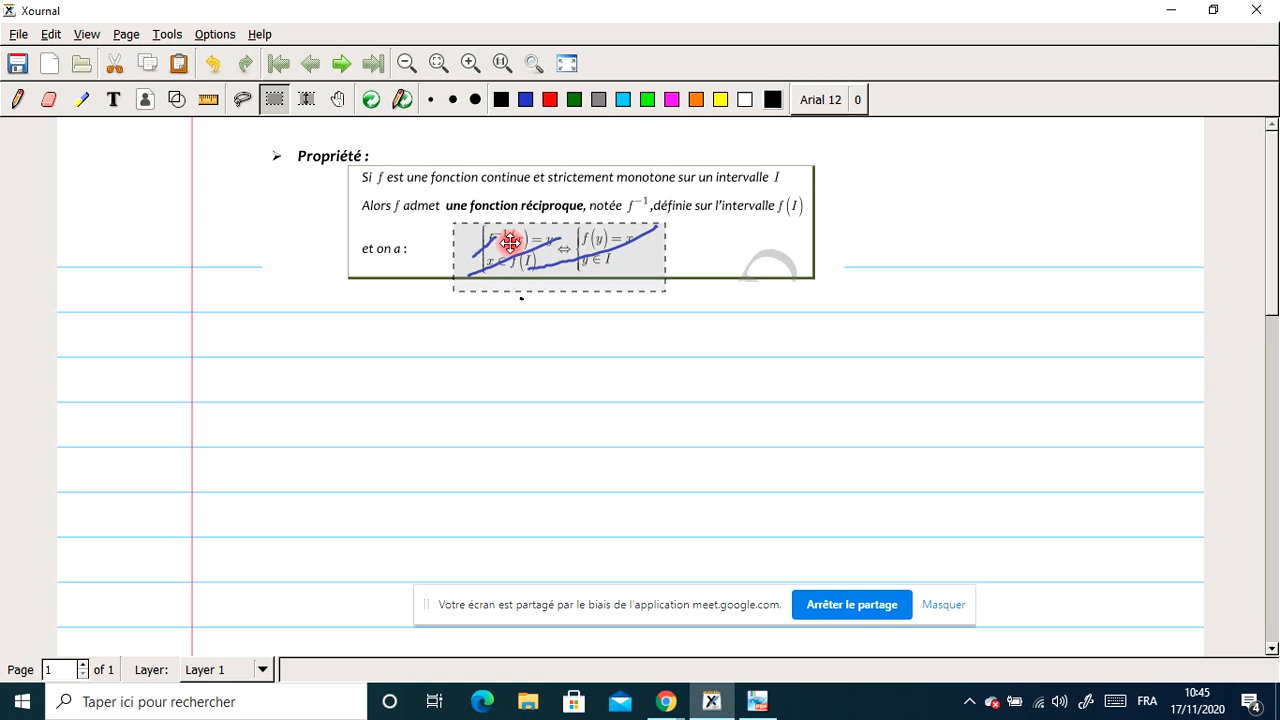 Xournal
File Edit View Page Tools Options Help
Arial 12 0
➢ Propriété :
Si f est une fonction continue et strictement monotone sur un intervalle I
Alors f admet une fonction réciproque, notée f⁻¹,définie sur l'intervalle f(I)
et on a : { f⁻¹(x) = y ⇔ { f(y) = x
x ∈ f(I) y ∈ I
Votre écran est partagé par le biais de l'application meet.google.com. Arrêter le partage Masquer
Page 1 of 1 Layer: Layer 1
Taper ici pour rechercher
FRA
10:45
17/11/2020
4